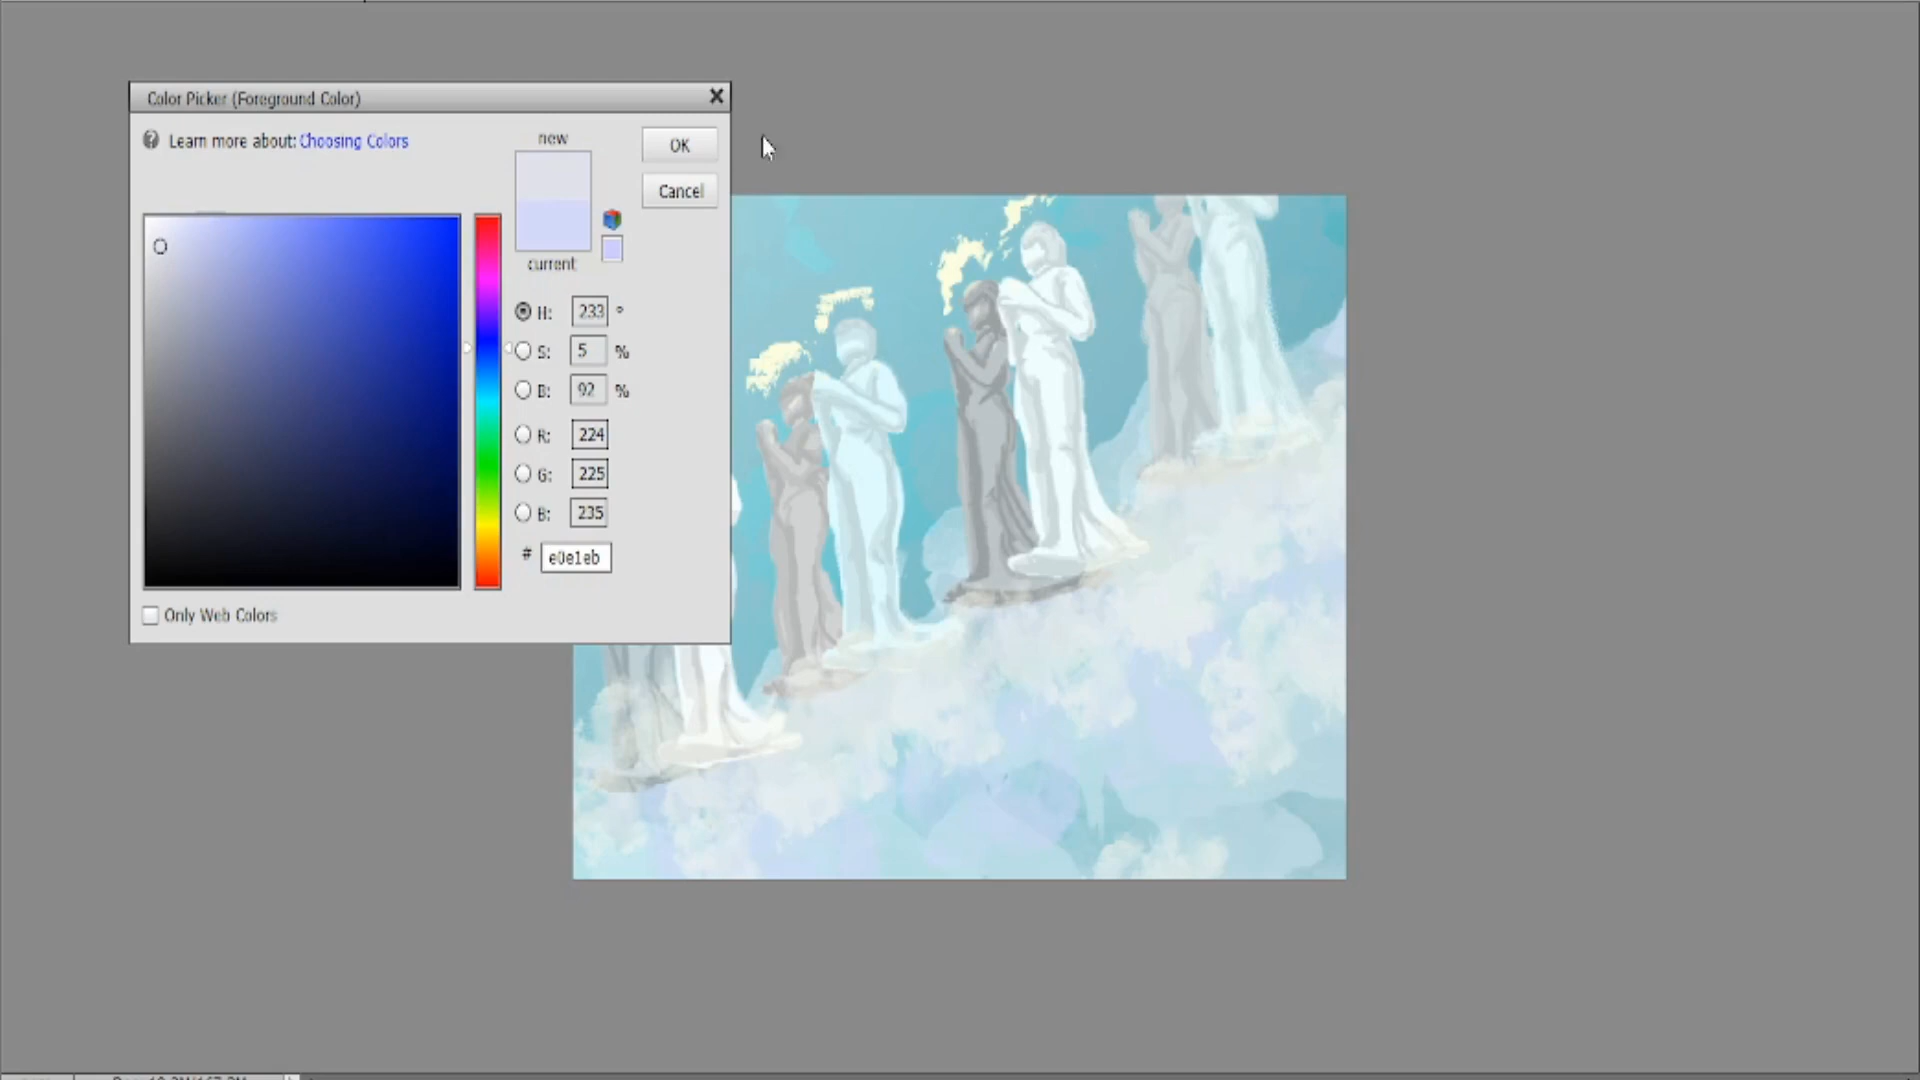 Color Picker (Foreground Color)
Learn more about: Choosing Colors
new
OK
Cancel
current
H: 233 °
S: 5 %
B: 92 %
R: 224
G: 225
B: 235
# e0e1eb
Only Web Colors